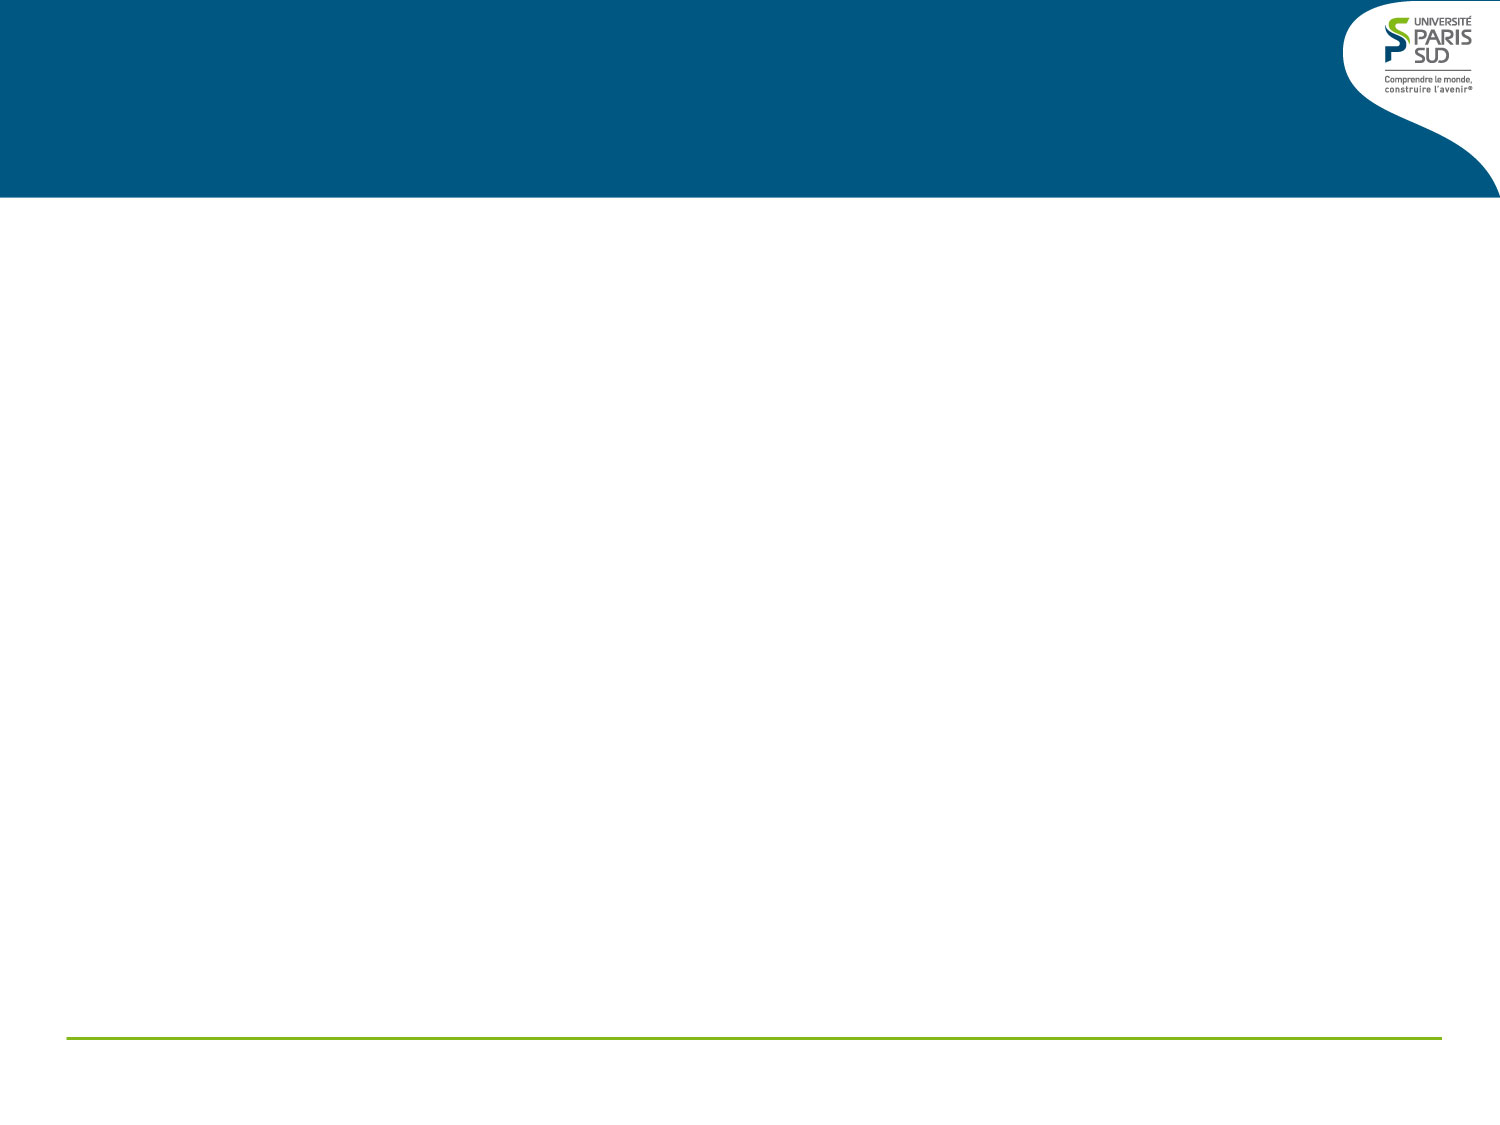 UNIVERSITÉ
PARIS
SUD
Comprendre le monde,
construire l'avenir®